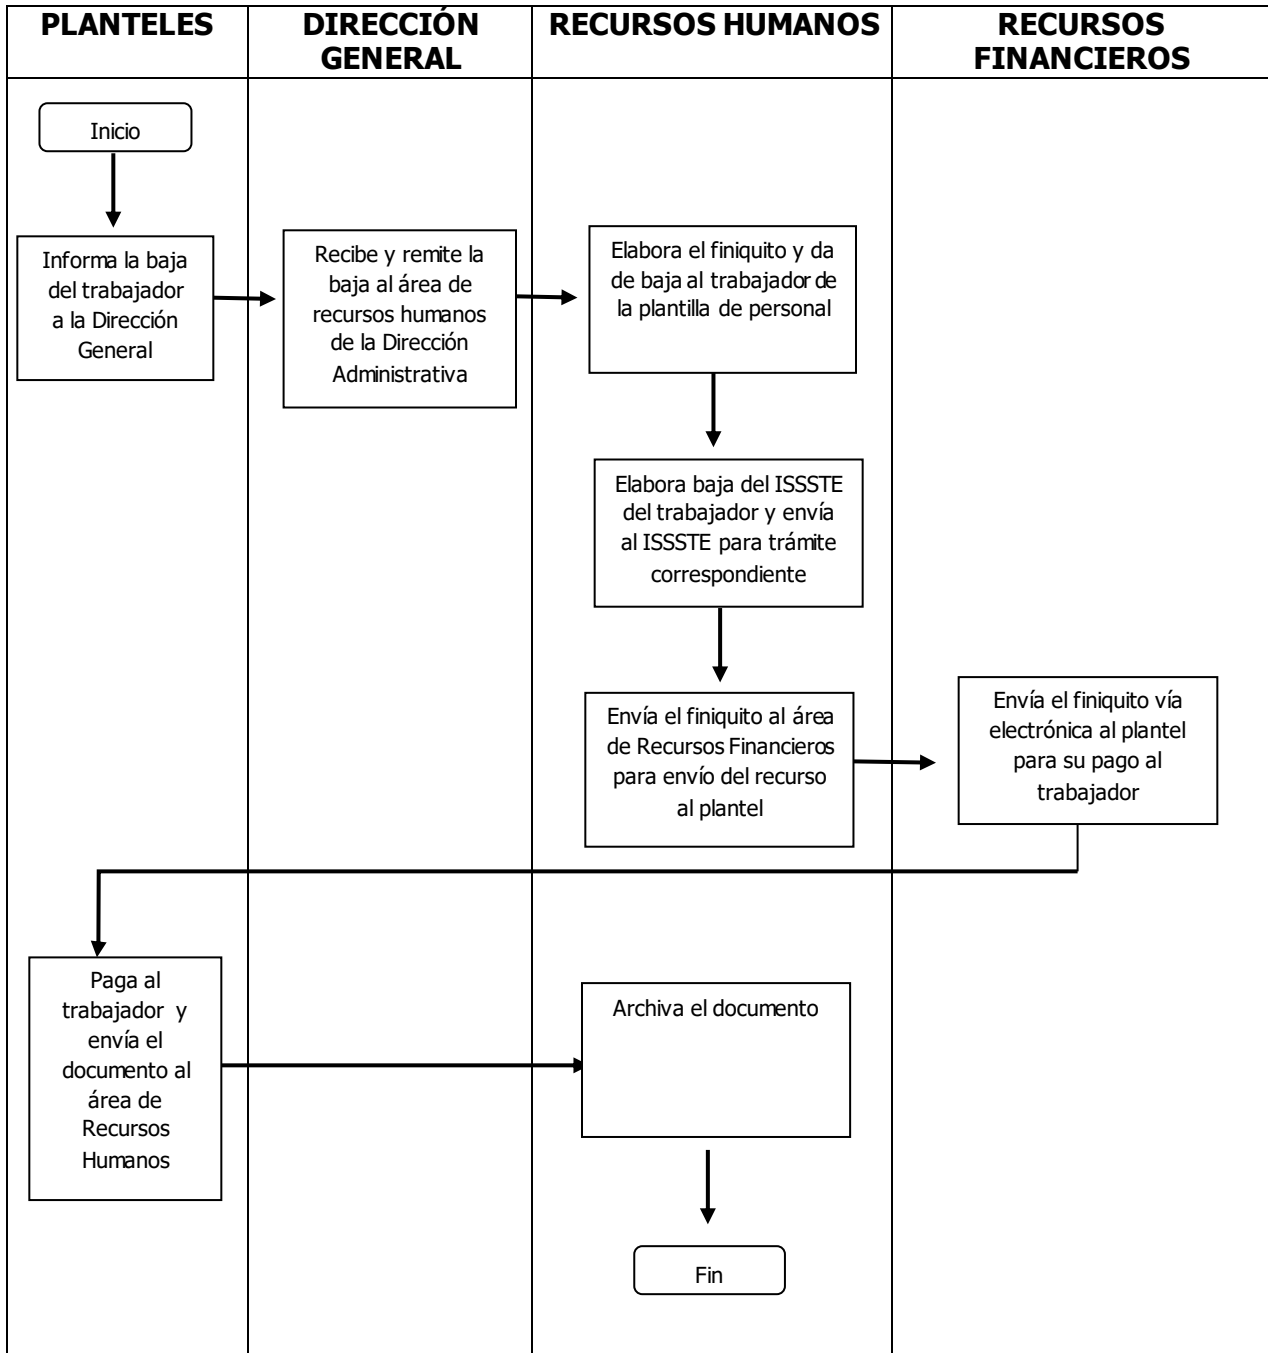 PLANTELES
DIRECCIÓN
GENERAL
RECURSOS HUMANOS
RECURSOS
FINANCIEROS
Inicio
Informa la baja
del trabajador
a la Dirección
General
Recibe y remite la
baja al área de
recursos humanos
de la Dirección
Administrativa
Elabora el finiquito y da
de baja al trabajador de
la plantilla de personal
Elabora baja del ISSSTE
del trabajador y envía
al ISSSTE para trámite
correspondiente
Envía el finiquito al área
de Recursos Financieros
para envío del recurso
al plantel
Envía el finiquito vía
electrónica al plantel
para su pago al
trabajador
Paga al
trabajador y
envía el
documento al
área de
Recursos
Humanos
Archiva el documento
Fin